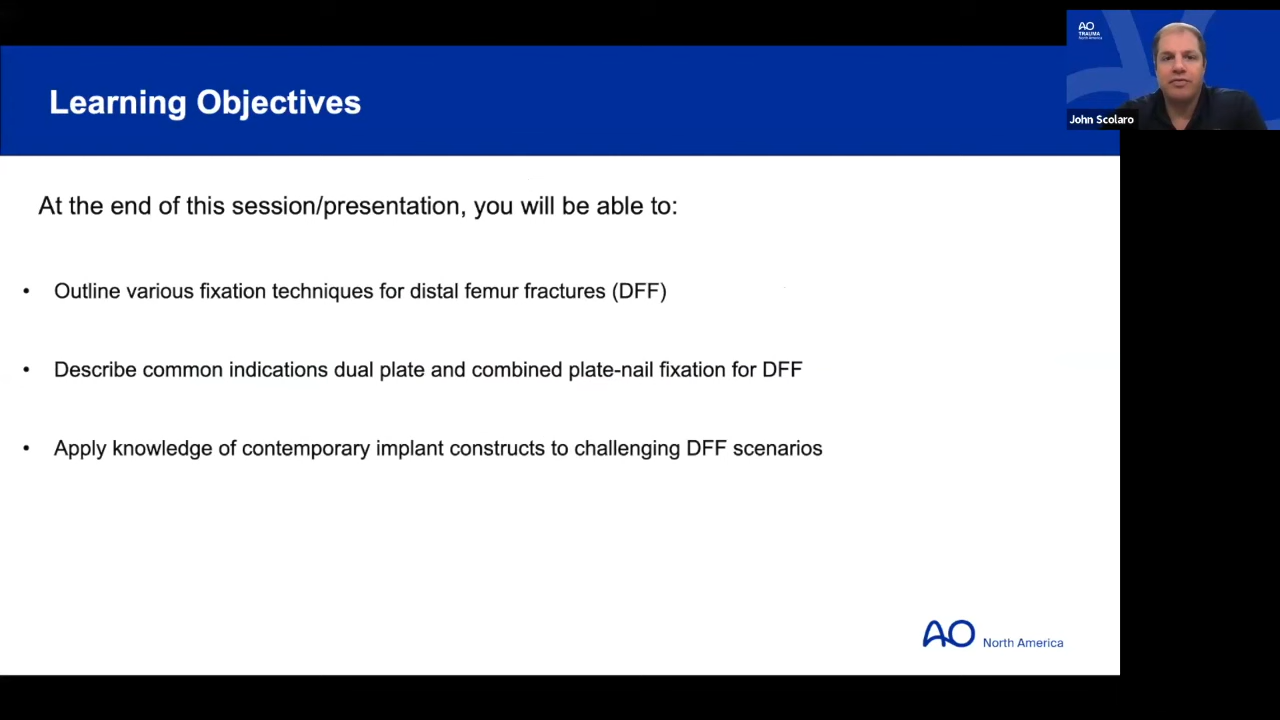 Learning Objectives
At the end of this session/presentation, you will be able to:
• Outline various fixation techniques for distal femur fractures (DFF)
• Describe common indications dual plate and combined plate-nail fixation for DFF
• Apply knowledge of contemporary implant constructs to challenging DFF scenarios
AO North America
AO
TRAUMA
North America
John Scolaro